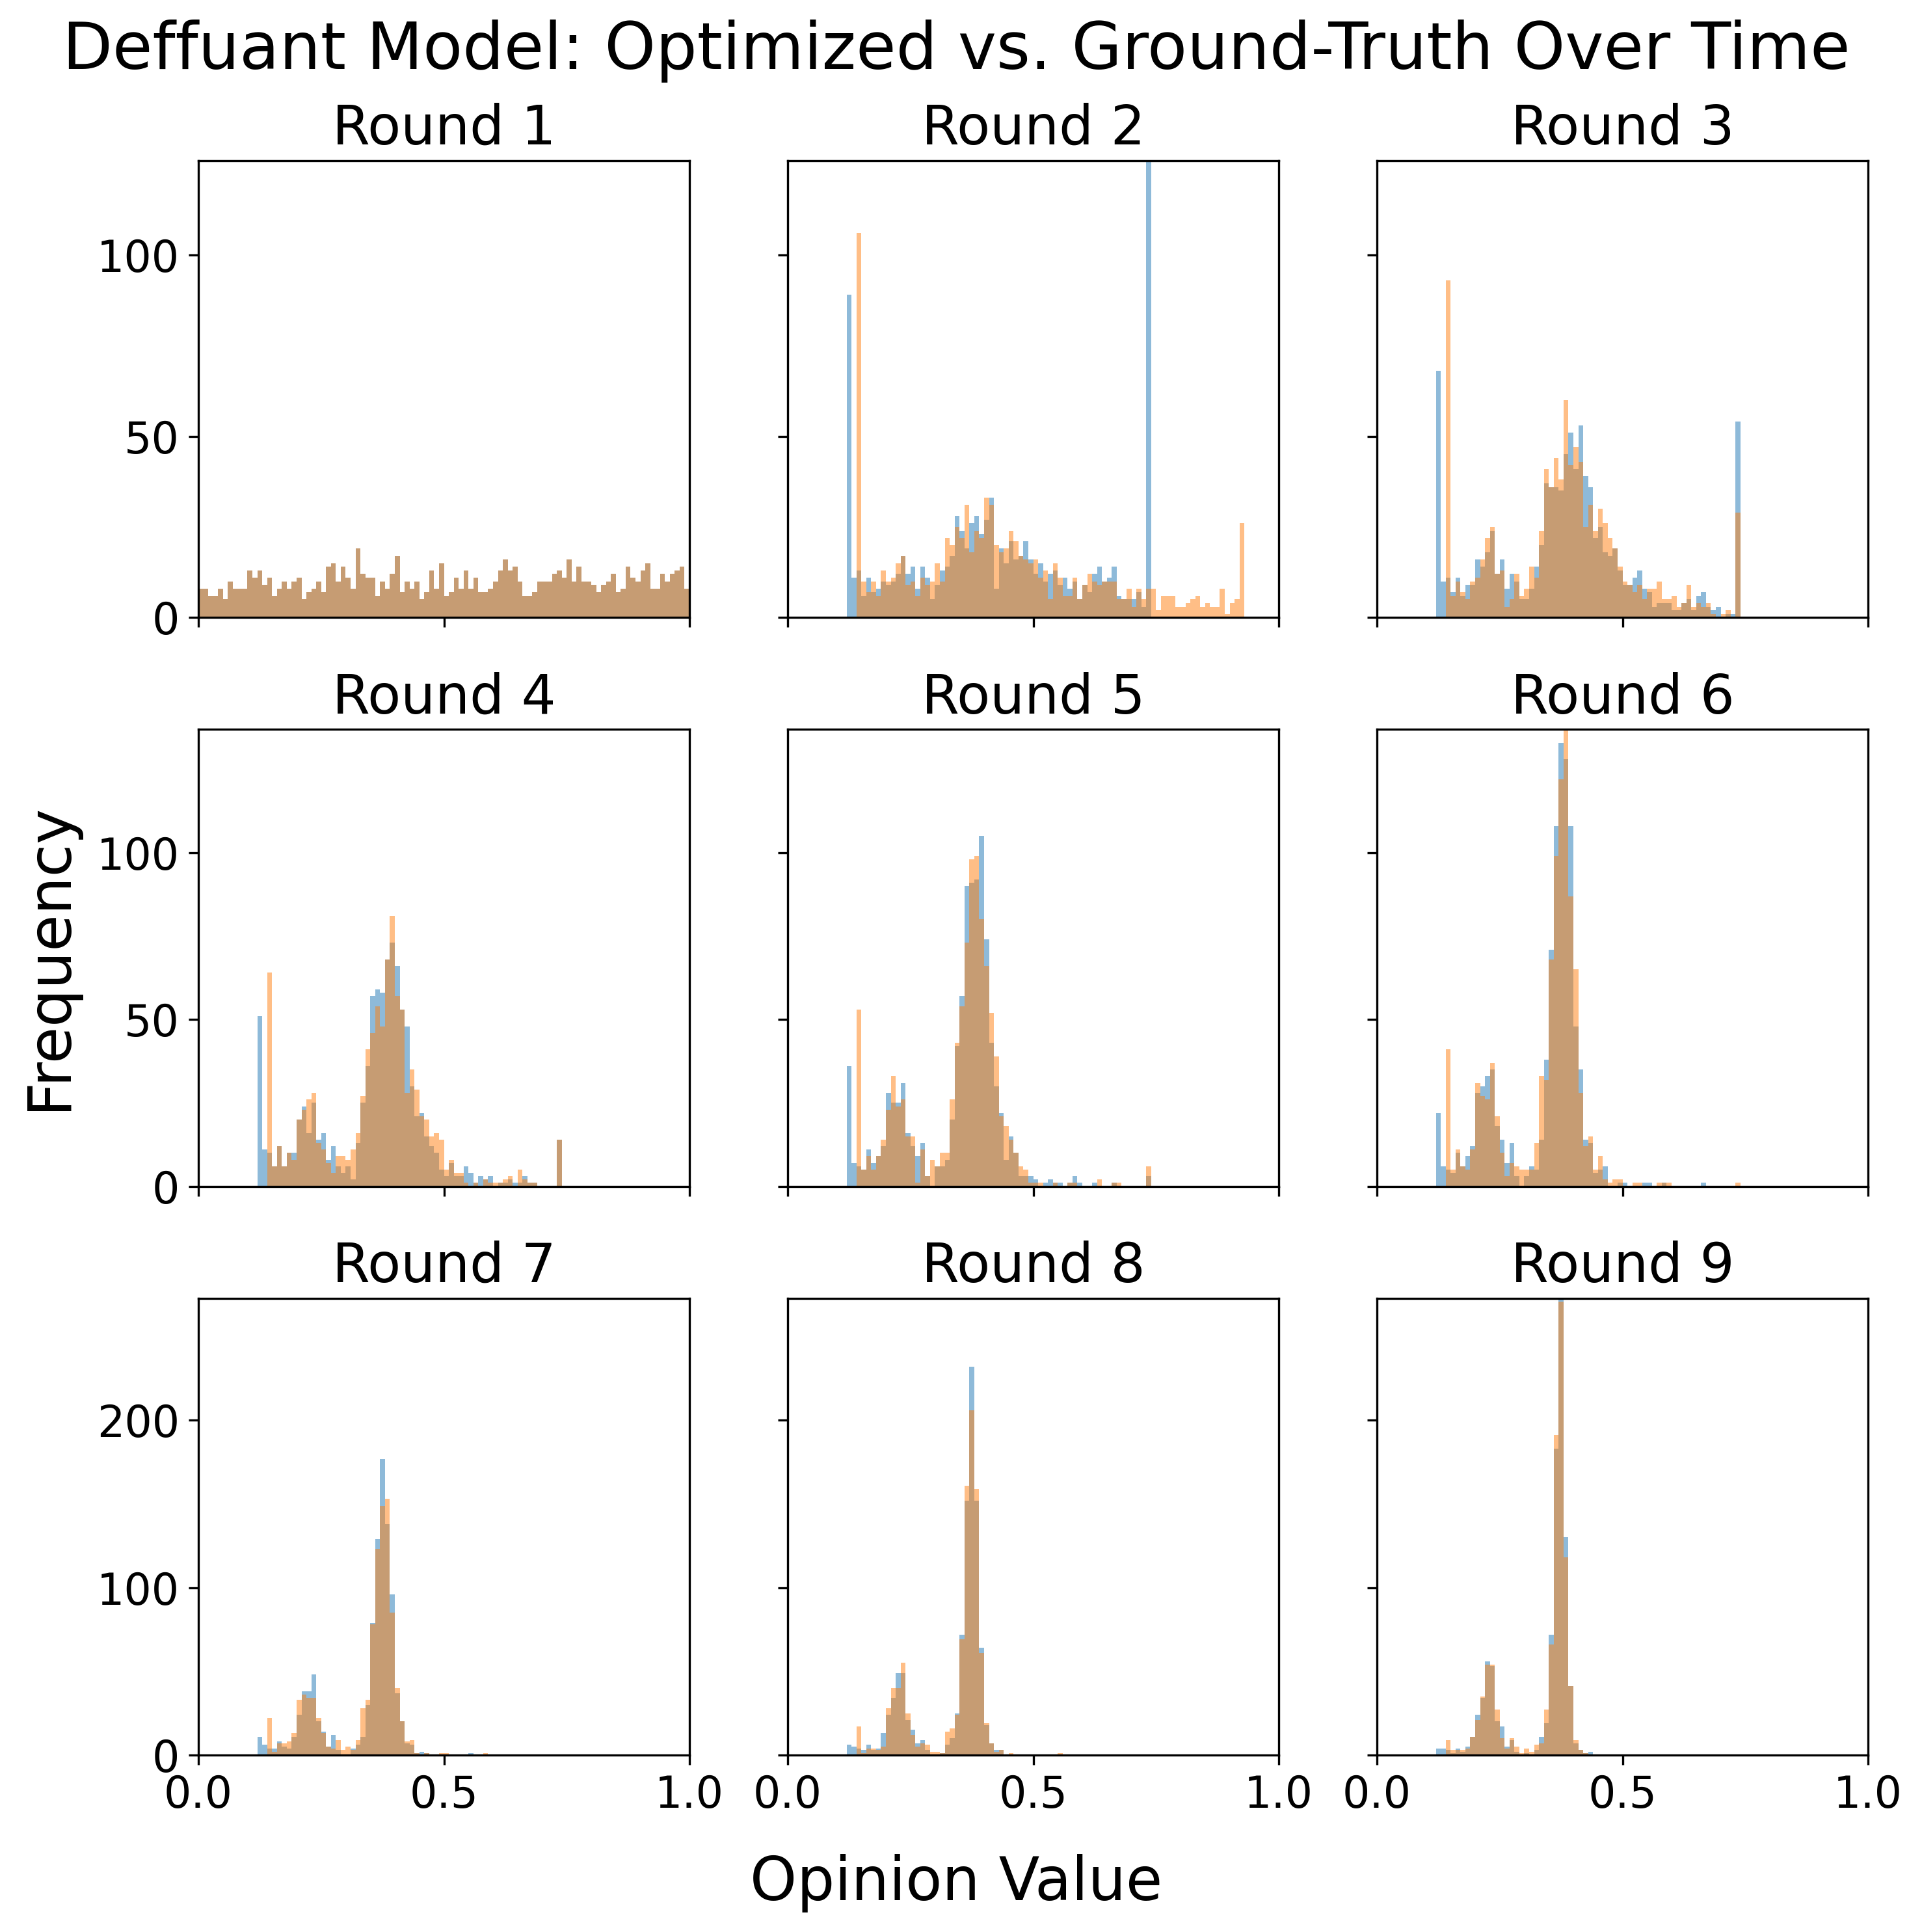 Deffuant Model: Optimized vs. Ground-Truth Over Time
Round 1
Round 2
Round 3
100
50
0
Round 4
Round 5
Round 6
Frequency
100
50
0
Round 7
Round 8
Round 9
200
100
0
0.0 0.5 1.0 0.0 0.5 1.0 0.0 0.5 1.0
Opinion Value